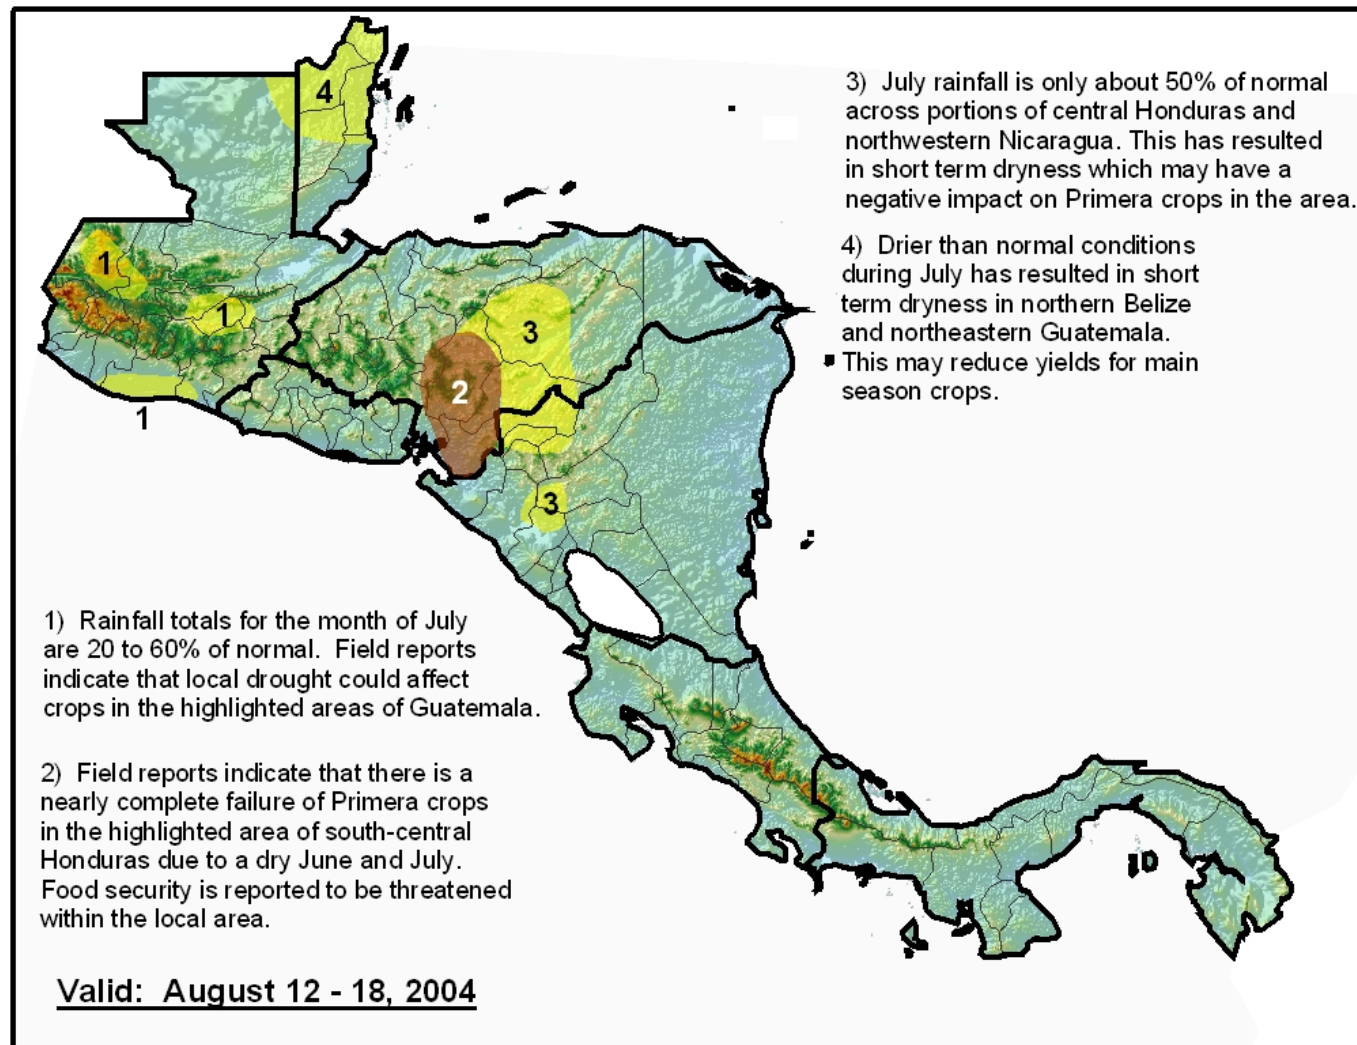 4
3) July rainfall is only about 50% of normal
across portions of central Honduras and
northwestern Nicaragua. This has resulted
in short term dryness which may have a
negative impact on Primera crops in the area.
4) Drier than normal conditions
during July has resulted in short
term dryness in northern Belize
and northeastern Guatemala.
This may reduce yields for main
season crops.
1
1
3
2
1
3
1) Rainfall totals for the month of July
are 20 to 60% of normal. Field reports
indicate that local drought could affect
crops in the highlighted areas of Guatemala.
2) Field reports indicate that there is a
nearly complete failure of Primera crops
in the highlighted area of south-central
Honduras due to a dry June and July.
Food security is reported to be threatened
within the local area.
Valid: August 12 - 18, 2004